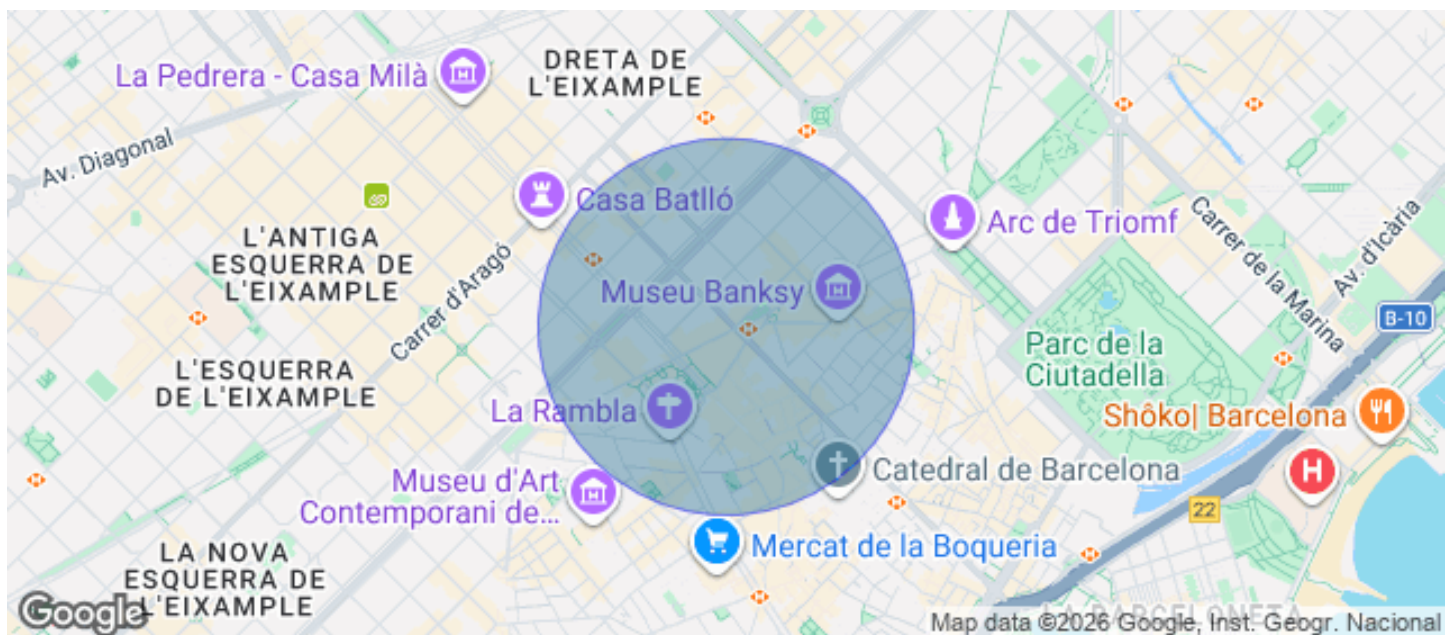 DRETA DE
L'EIXAMPLE
La Pedrera - Casa Milà
Av. Diagonal
Casa Batlló
Arc de Triomf
Carrer de la Marina
Av. d'Icària
L'ANTIGA
ESQUERRA DE
L'EIXAMPLE
Carrer d'Aragó
Museu Banksy
B-10
Parc de la
Ciutadella
L'ESQUERRA
DE L'EIXAMPLE
La Rambla
Shôko| Barcelona
Catedral de Barcelona
H
Museu d'Art
Contemporani de...
22
Mercat de la Boqueria
LA NOVA
ESQUERRA DE
L'EIXAMPLE
LA BARCELONETA
Google
Map data ©2026 Google, Inst. Geogr. Nacional